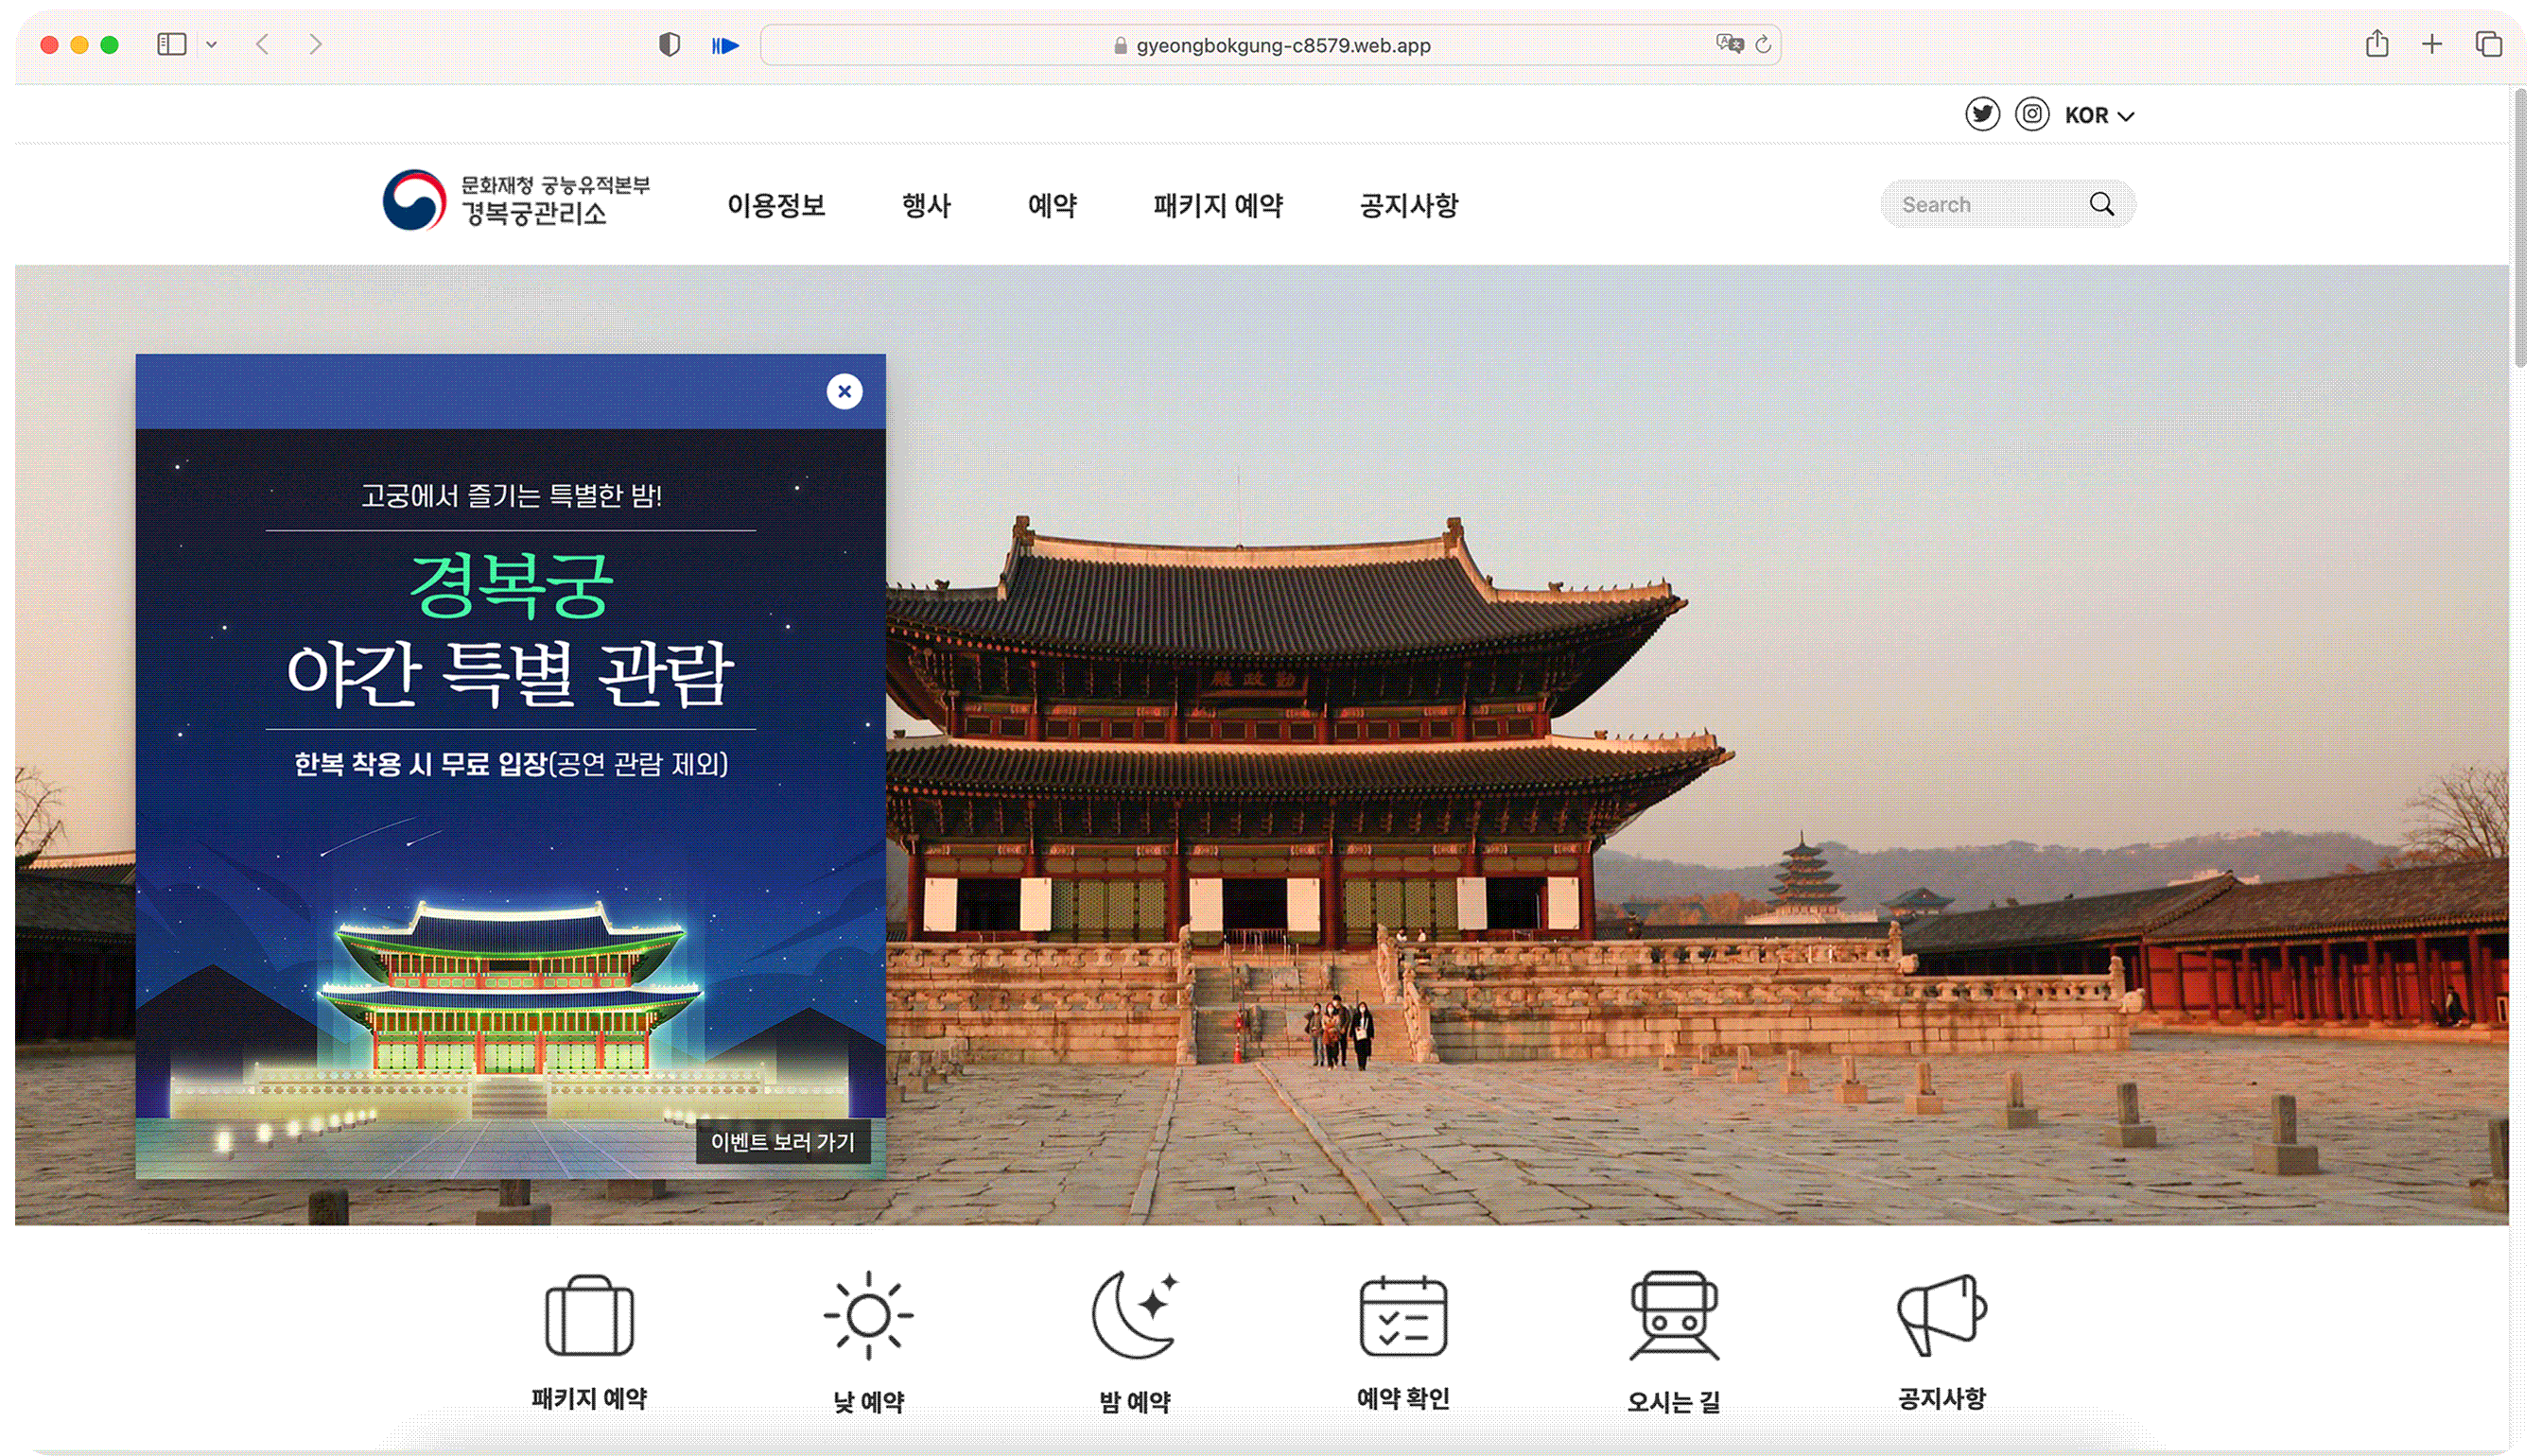 gyeongbokgung-c8579.web.app
KOR
문화재청 궁능유적본부
경복궁관리소
이용정보 행사 예약 패키지 예약 공지사항
Search
고궁에서 즐기는 특별한 밤!
경복궁
야간 특별 관람
한복 착용 시 무료 입장(공연 관람 제외)
이벤트 보러 가기
殿政勤
패키지 예약 낮 예약 밤 예약 예약 확인 오시는 길 공지사항